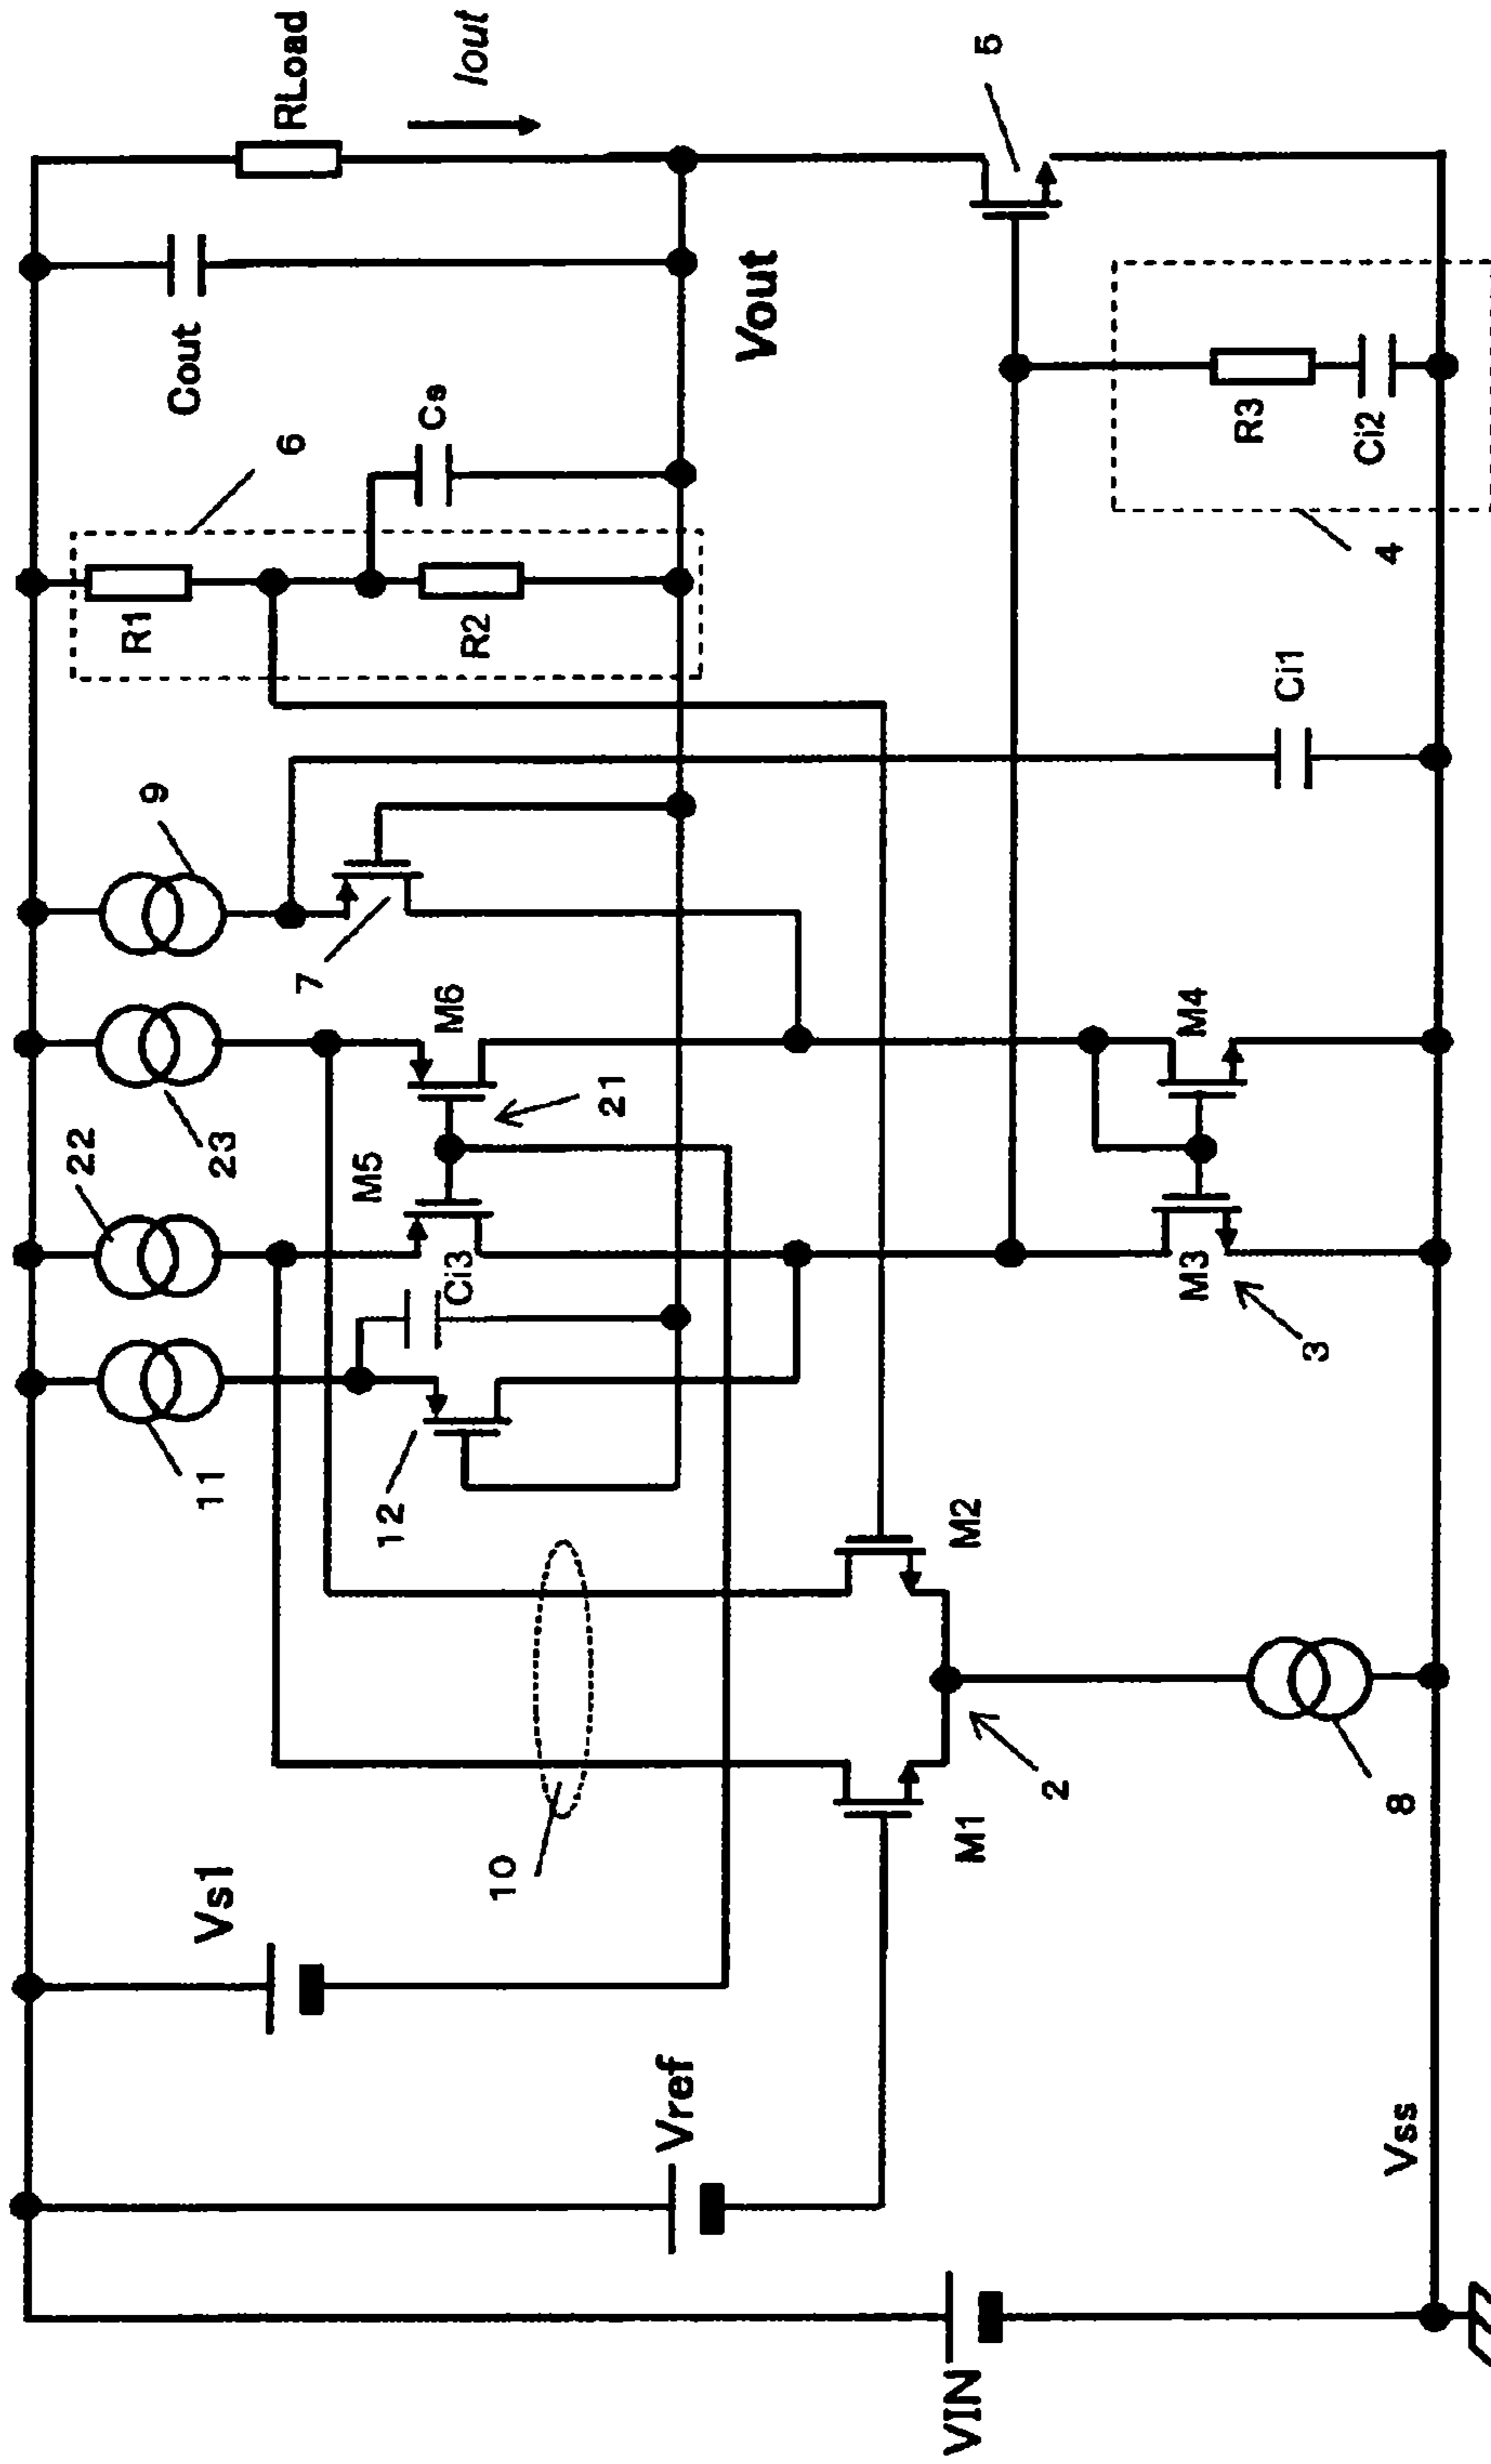 VIN
Vref
Vs1
Vss
10
M1
2
8
M2
12
11
Ci3
22
M5
23
21
M6
M3
3
M4
7
9
Ci1
R1
R2
6
Cs
Cout
Vout
R3
Ci2
4
5
RLoad
Iout